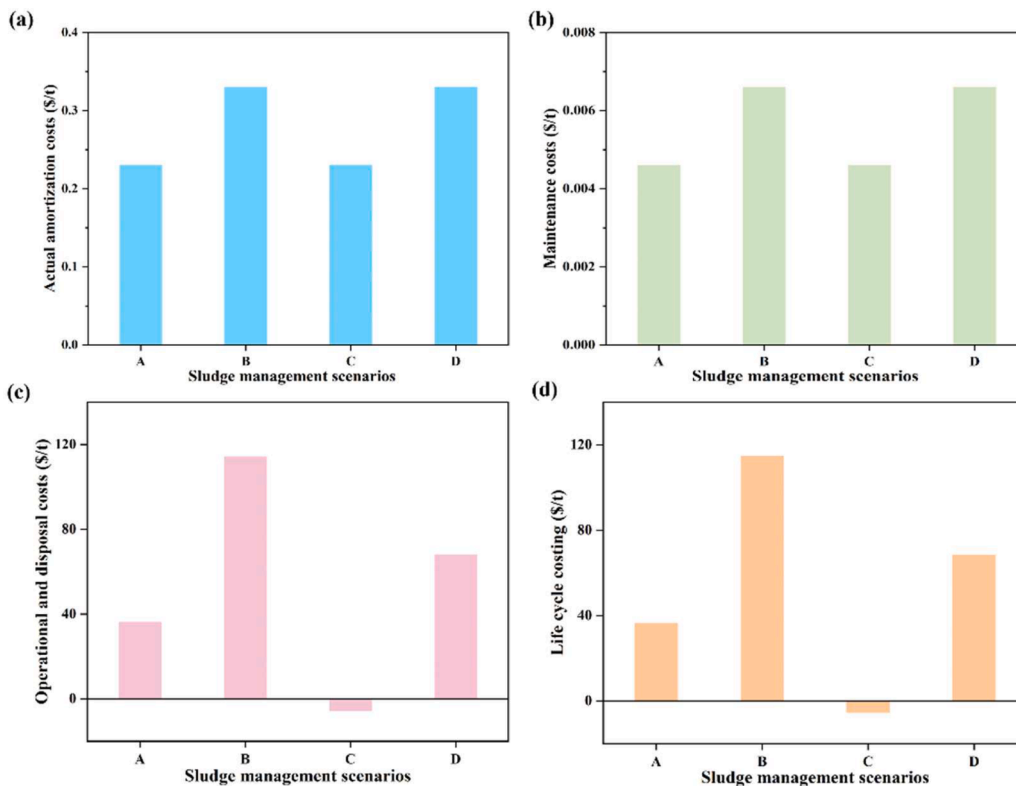 (a)
Actual amortization costs ($/t)
0.4
0.3
0.2
0.1
0.0
A B C D
Sludge management scenarios
(b)
Maintenance costs ($/t)
0.008
0.006
0.004
0.002
0.000
A B C D
Sludge management scenarios
(c)
Operational and disposal costs ($/t)
120
80
40
0
A B C D
Sludge management scenarios
(d)
Life cycle costing ($/t)
120
80
40
0
A B C D
Sludge management scenarios